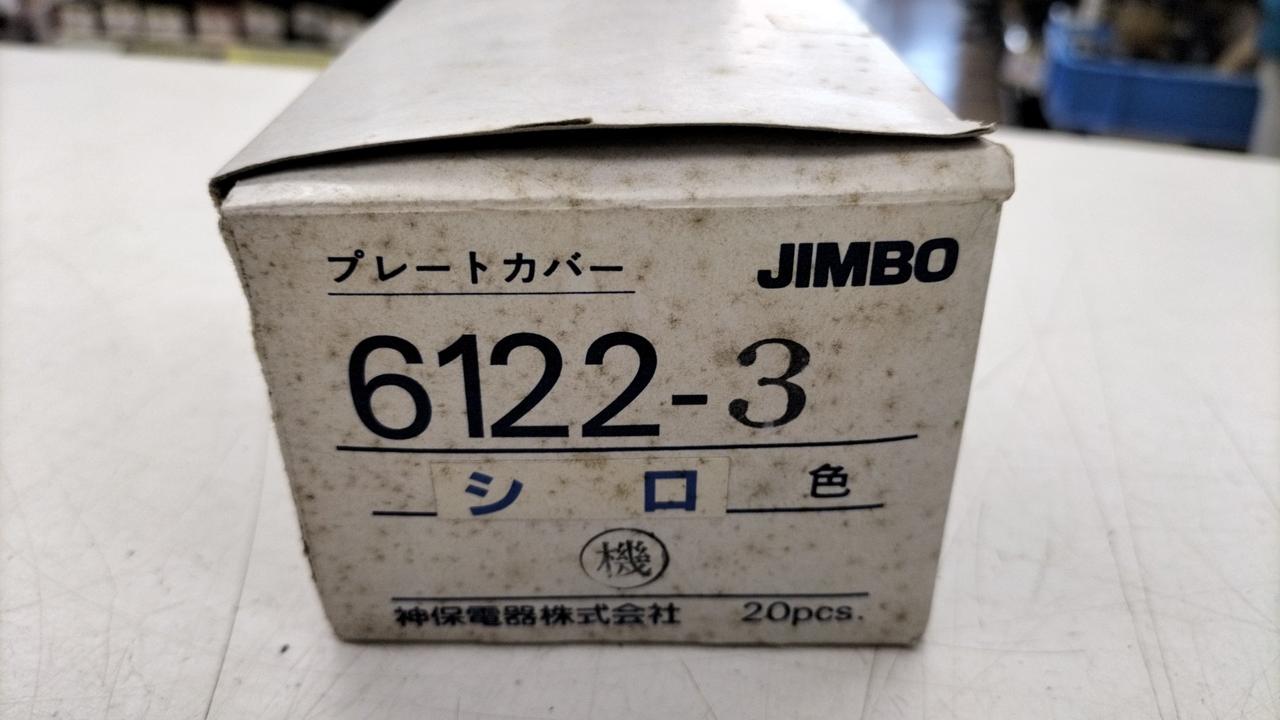 プレートカバー JIMBO
6122-3
シロ 色
機
神保電器株式会社 20pcs.